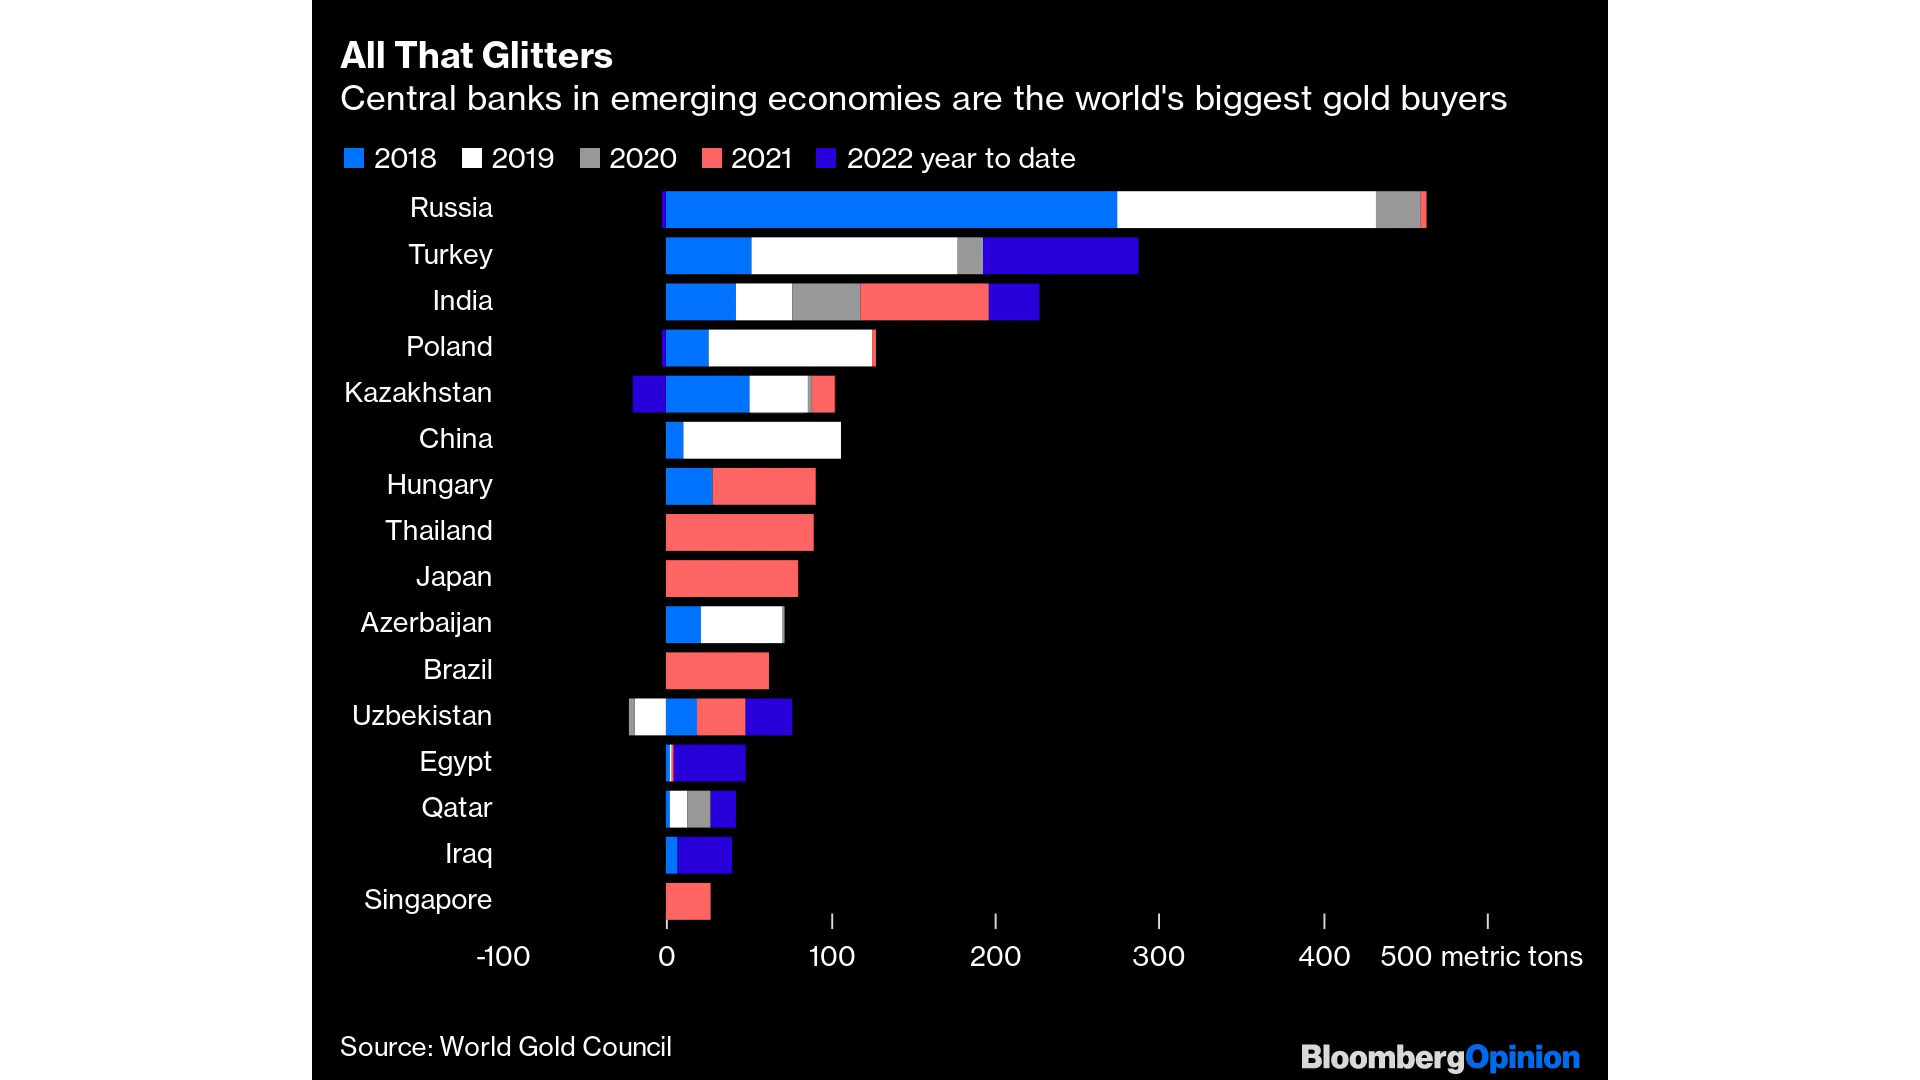 All That Glitters
Central banks in emerging economies are the world's biggest gold buyers
2018 2019 2020 2021 2022 year to date
Russia
Turkey
India
Poland
Kazakhstan
China
Hungary
Thailand
Japan
Azerbaijan
Brazil
Uzbekistan
Egypt
Qatar
Iraq
Singapore
-100 0 100 200 300 400 500 metric tons
Source: World Gold Council
BloombergOpinion